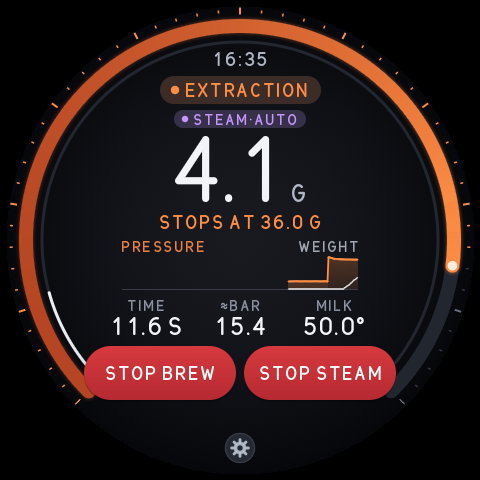 16:35
EXTRACTION
STEAM·AUTO
4.1 G
STOPS AT 36.0 G
PRESSURE WEIGHT
TIME ≈BAR MILK
11.6 S 15.4 50.0°
STOP BREW STOP STEAM